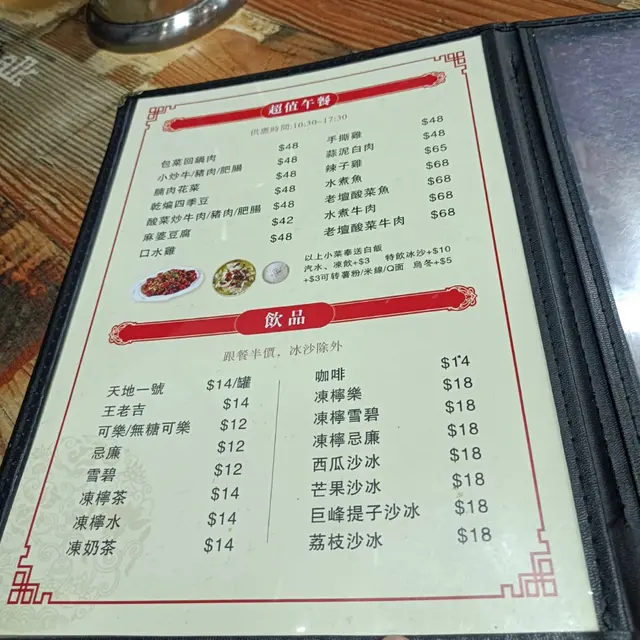 超值午餐
供應時間:10:30~17:30
包菜回鍋肉 $48
小炒牛/豬肉/肥腸 $48
腩肉花菜 $48
乾煸四季豆 $48
酸菜炒牛肉/豬肉/肥腸 $48
麻婆豆腐 $42
口水雞 $48
手撕雞 $48
蒜泥白肉 $48
辣子雞 $65
水煮魚 $68
老壇酸菜魚 $68
水煮牛肉 $68
老壇酸菜牛肉 $68
以上小菜奉送白飯
汽水、凍飲+$3 特飲冰沙+$10
+$3可转薯粉/米線/Q面 烏冬+$5
飲品
跟餐半價，冰沙除外
天地一號 $14/罐
王老吉 $14
可樂/無糖可樂 $12
忌廉 $12
雪碧 $12
凍檸茶 $14
凍檸水 $14
凍奶茶 $14
咖啡 $14
凍檸樂 $18
凍檸雪碧 $18
凍檸忌廉 $18
西瓜沙冰 $18
芒果沙冰 $18
巨峰提子沙冰 $18
荔枝沙冰 $18